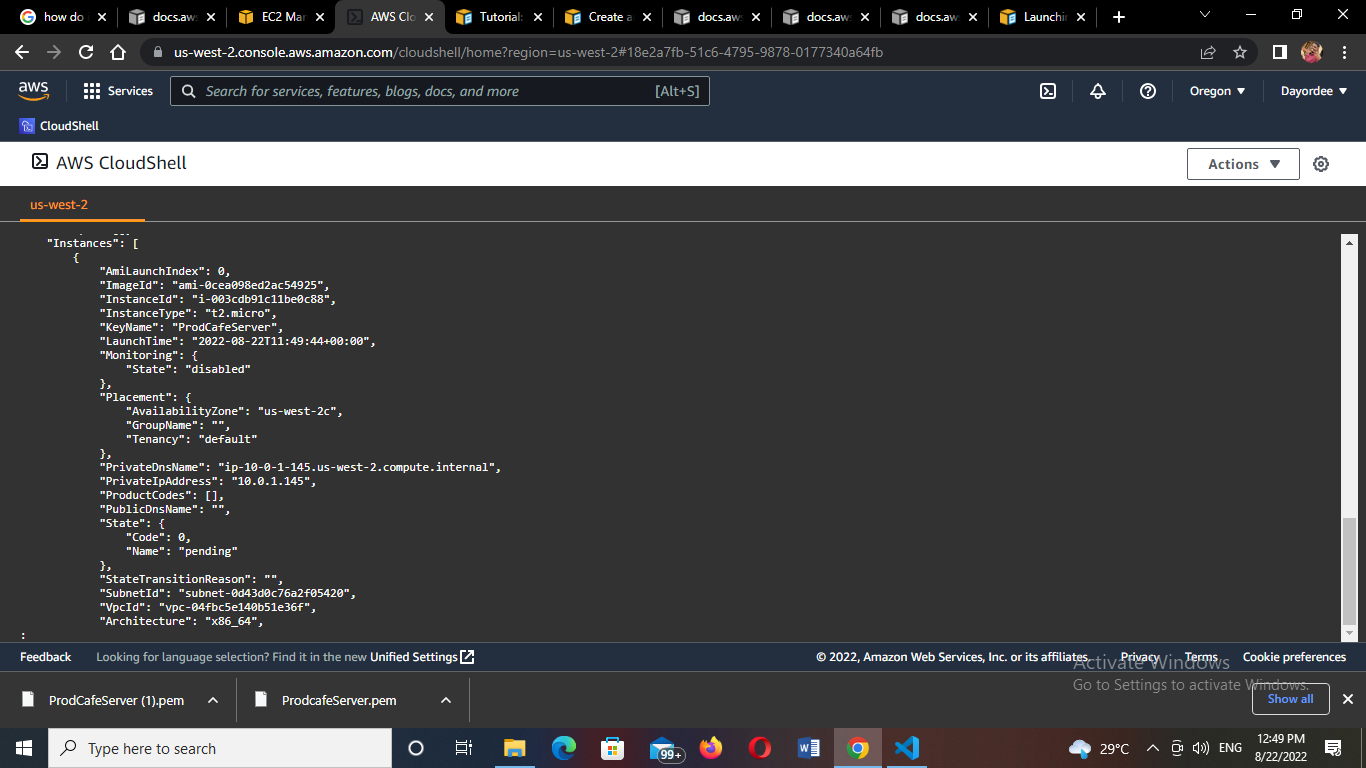 how do
docs.aws
EC2 Mar
AWS Clo
Tutorial:
Create a
docs.aws
docs.aws
docs.aws
Launchin
us-west-2.console.aws.amazon.com/cloudshell/home?region=us-west-2#18e2a7fb-51c6-4795-9878-0177340a64fb
aws
Services
Search for services, features, blogs, docs, and more
[Alt+S]
Oregon
Dayordee
CloudShell
AWS CloudShell
Actions
us-west-2
"Instances": [
{
"AmiLaunchIndex": 0,
"ImageId": "ami-0cea098ed2ac54925",
"InstanceId": "i-003cdb91c11be0c88",
"InstanceType": "t2.micro",
"KeyName": "ProdCafeServer",
"LaunchTime": "2022-08-22T11:49:44+00:00",
"Monitoring": {
"State": "disabled"
},
"Placement": {
"AvailabilityZone": "us-west-2c",
"GroupName": "",
"Tenancy": "default"
},
"PrivateDnsName": "ip-10-0-1-145.us-west-2.compute.internal",
"PrivateIpAddress": "10.0.1.145",
"ProductCodes": [],
"PublicDnsName": "",
"State": {
"Code": 0,
"Name": "pending"
},
"StateTransitionReason": "",
"SubnetId": "subnet-0d43d0c76a2f05420",
"VpcId": "vpc-04fbc5e140b51e36f",
"Architecture": "x86_64",
:
Feedback
Looking for language selection? Find it in the new Unified Settings
© 2022, Amazon Web Services, Inc. or its affiliates.
Privacy
Terms
Cookie preferences
Activate Windows
Go to Settings to activate Windows.
ProdCafeServer (1).pem
ProdcafeServer.pem
Show all
Type here to search
99+
29°C
ENG
12:49 PM
8/22/2022